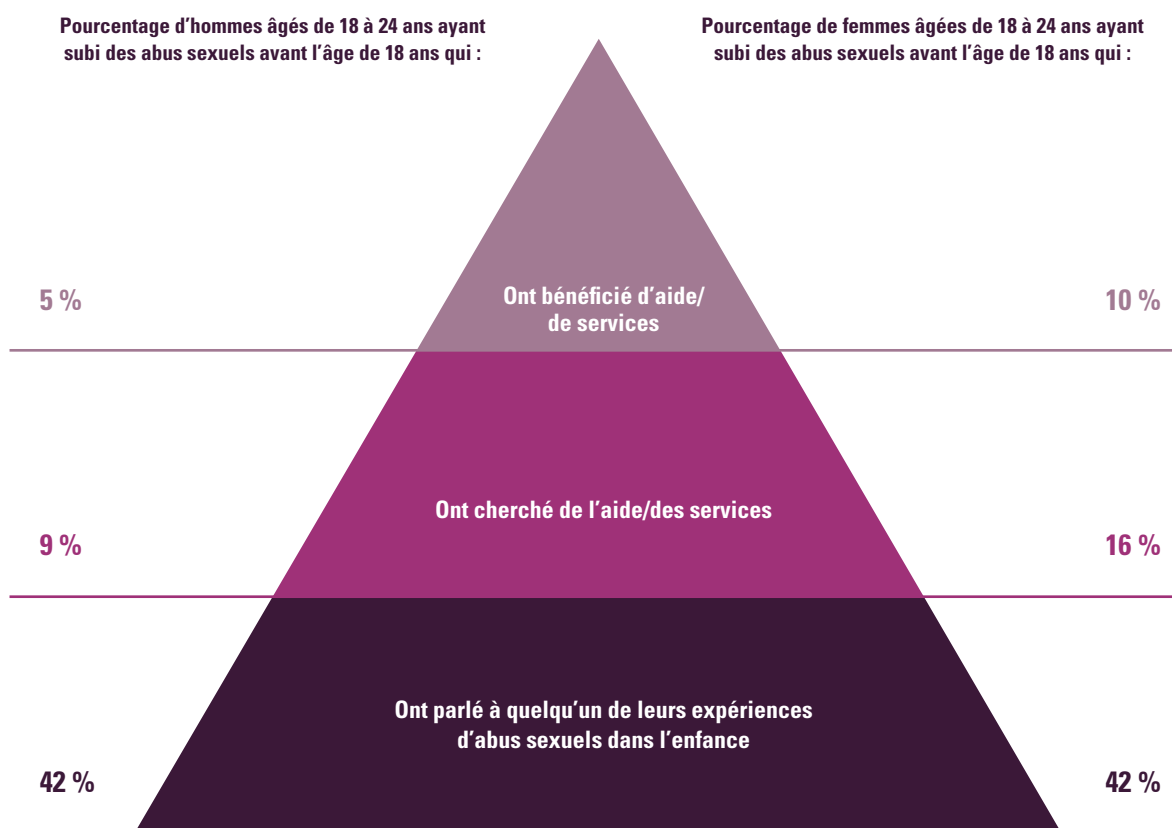 Pourcentage d’hommes âgés de 18 à 24 ans ayant
subi des abus sexuels avant l’âge de 18 ans qui :
Pourcentage de femmes âgées de 18 à 24 ans ayant
subi des abus sexuels avant l’âge de 18 ans qui :
5 %
Ont bénéficié d’aide/
de services
10 %
9 %
Ont cherché de l’aide/des services
16 %
42 %
Ont parlé à quelqu’un de leurs expériences
d’abus sexuels dans l’enfance
42 %